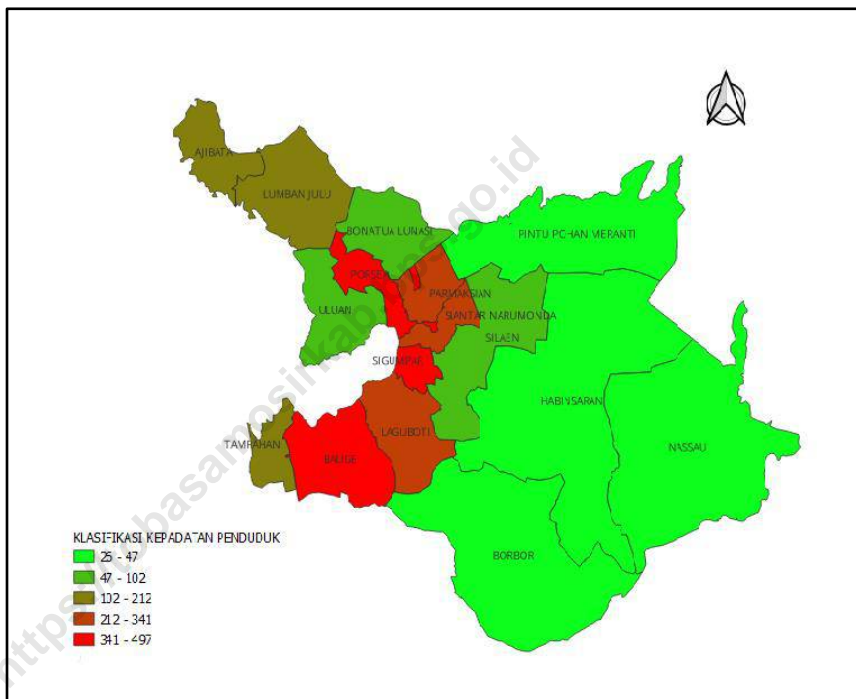 AJIBATA
LUMBAN JULU
BONATUA LUNASI
PINTU POHAN MERANTI
PORSEA
ULUAN
PARMAKSIAN
SIANTAR NARUMONDA
SILAEN
SIGUMPAR
HABINSARAN
TAMPAHAN
BALIGE
LAGUBOTI
NASSAU
BORBOR
KLASIFIKASI KEPADATAN PENDUDUK
25 - 47
47 - 102
102 - 212
212 - 341
341 - 497
https://tobasamosirkab.bps.go.id